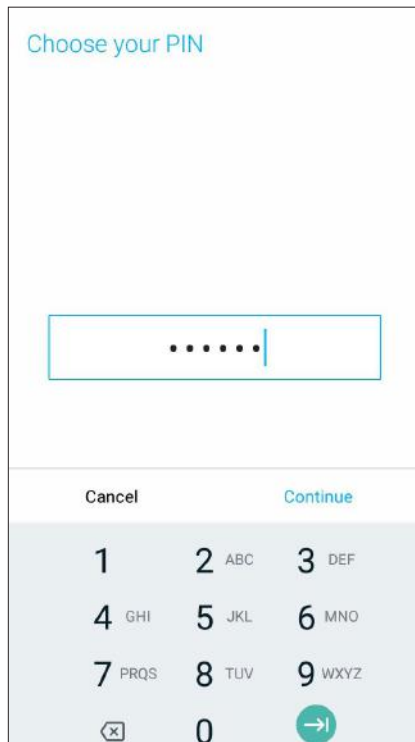 Choose your PIN
••••••
Cancel Continue
1 2 ABC 3 DEF
4 GHI 5 JKL 6 MNO
7 PRQS 8 TUV 9 WXYZ
0